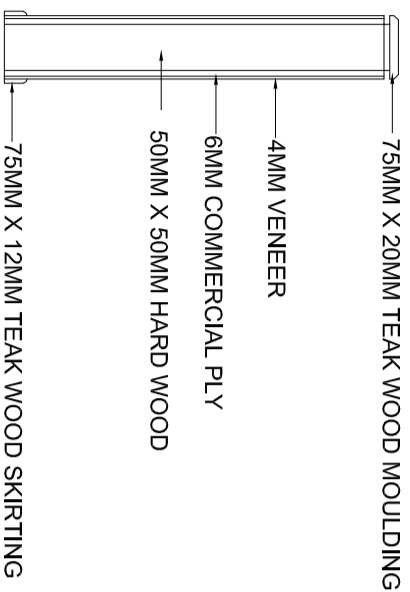 75MM X 20MM TEAK WOOD MOULDING
4MM VENEER
6MM COMMERCIAL PLY
50MM X 50MM HARD WOOD
75MM X 12MM TEAK WOOD SKIRTING